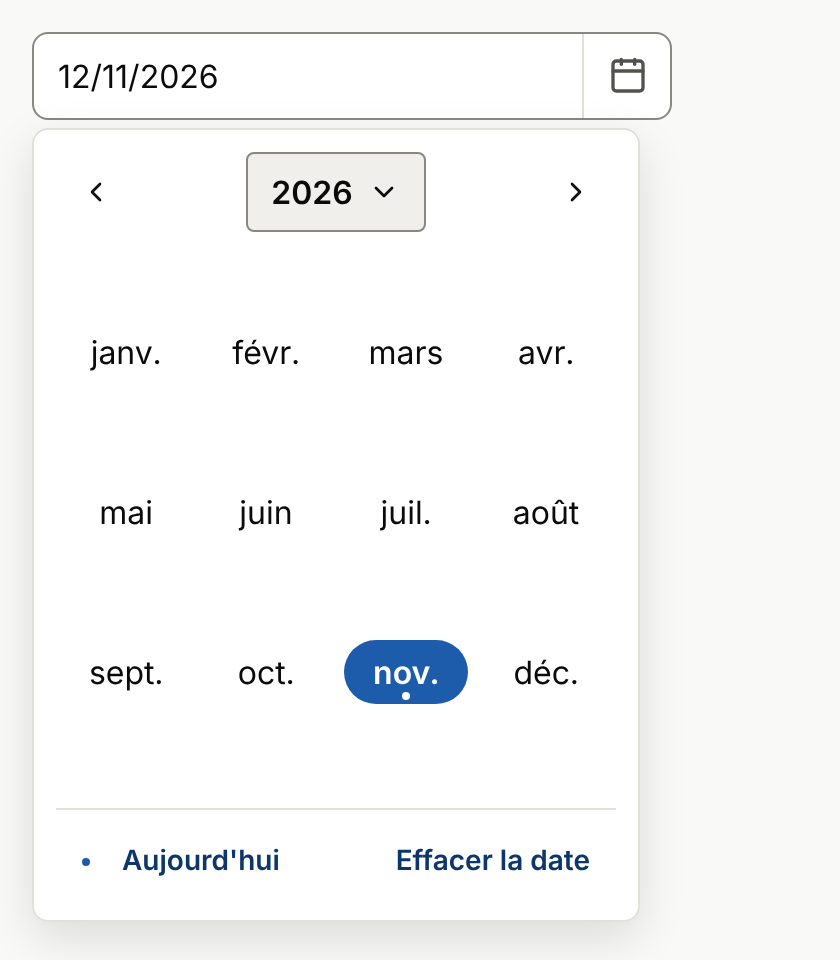 12/11/2026
2026
janv. févr. mars avr.
mai juin juil. août
sept. oct. nov. déc.
Aujourd'hui Effacer la date